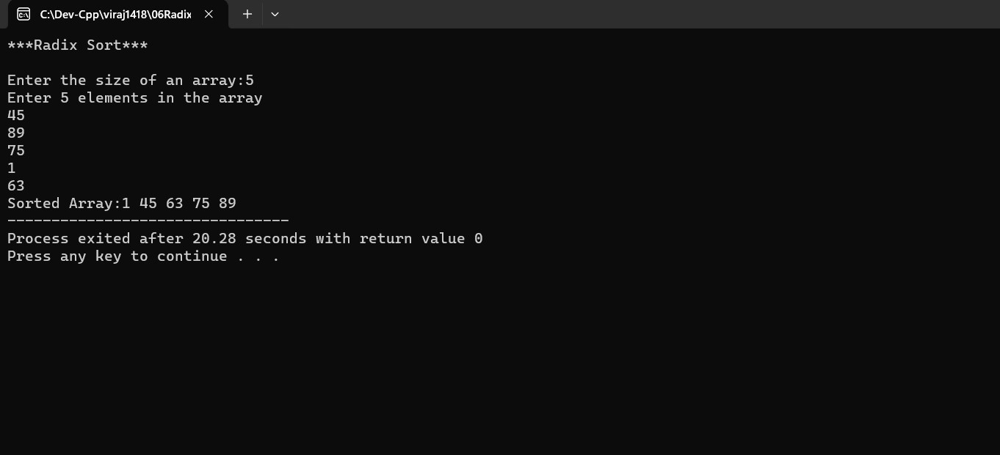 C:\Dev-Cpp\viraj1418\06Radix
***Radix Sort***
Enter the size of an array:5
Enter 5 elements in the array
45
89
75
1
63
Sorted Array:1 45 63 75 89
--------------------------------
Process exited after 20.28 seconds with return value 0
Press any key to continue . . .